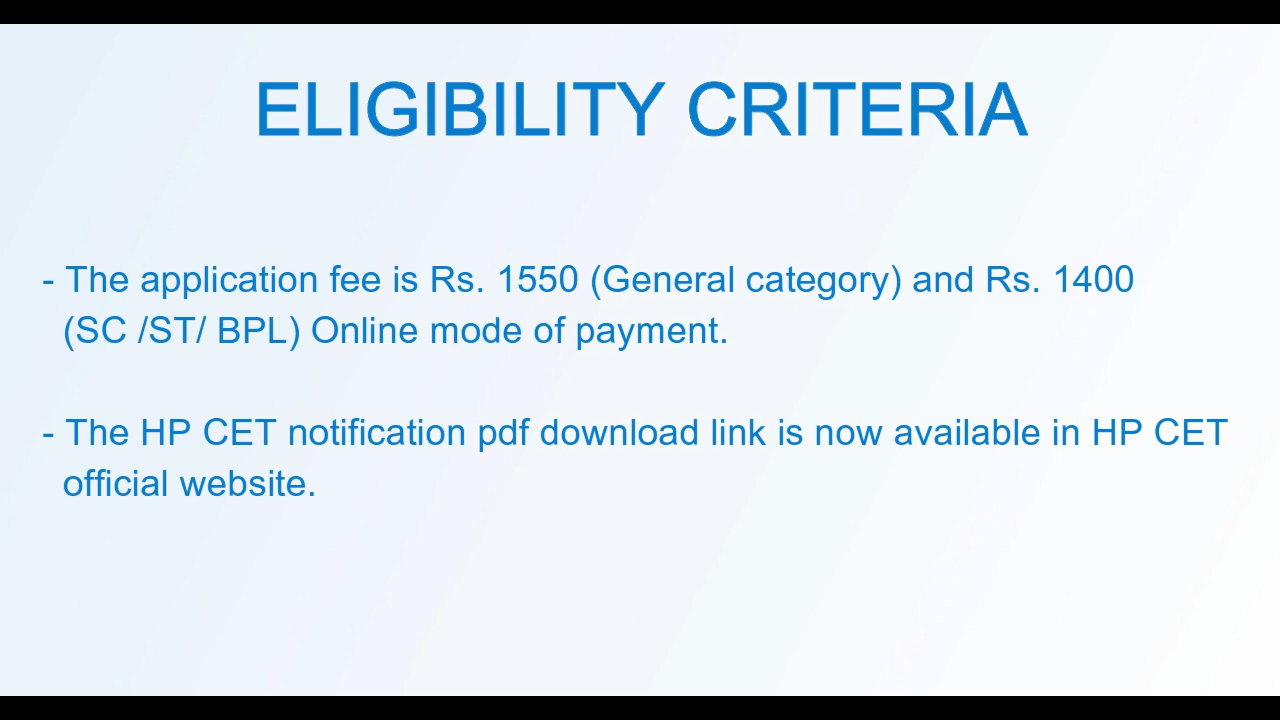 ELIGIBILITY CRITERIA
- The application fee is Rs. 1550 (General category) and Rs. 1400
(SC /ST/ BPL) Online mode of payment.
- The HP CET notification pdf download link is now available in HP CET
official website.